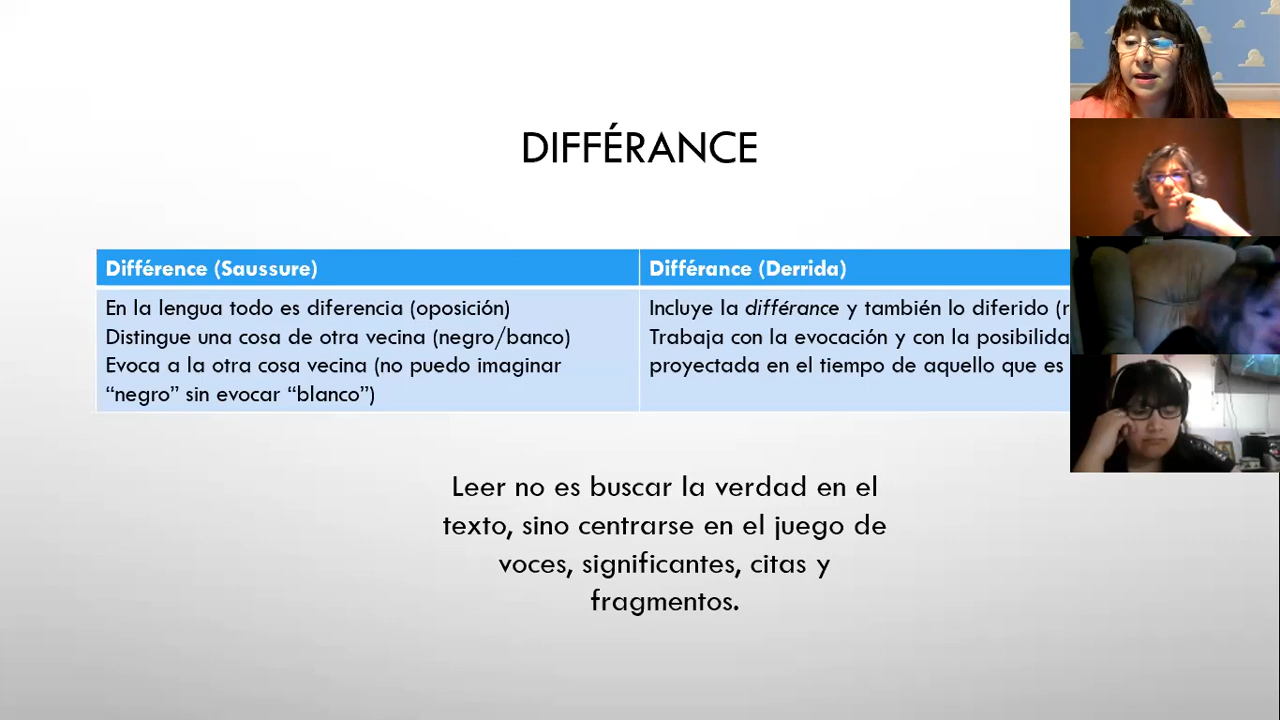 DIFFÉRANCE
Différence (Saussure)
Différance (Derrida)
En la lengua todo es diferencia (oposición)
Distingue una cosa de otra vecina (negro/banco)
Evoca a la otra cosa vecina (no puedo imaginar
“negro” sin evocar “blanco”)
Incluye la différance y también lo diferido (r
Trabaja con la evocación y con la posibilida
proyectada en el tiempo de aquello que es
Leer no es buscar la verdad en el
texto, sino centrarse en el juego de
voces, significantes, citas y
fragmentos.